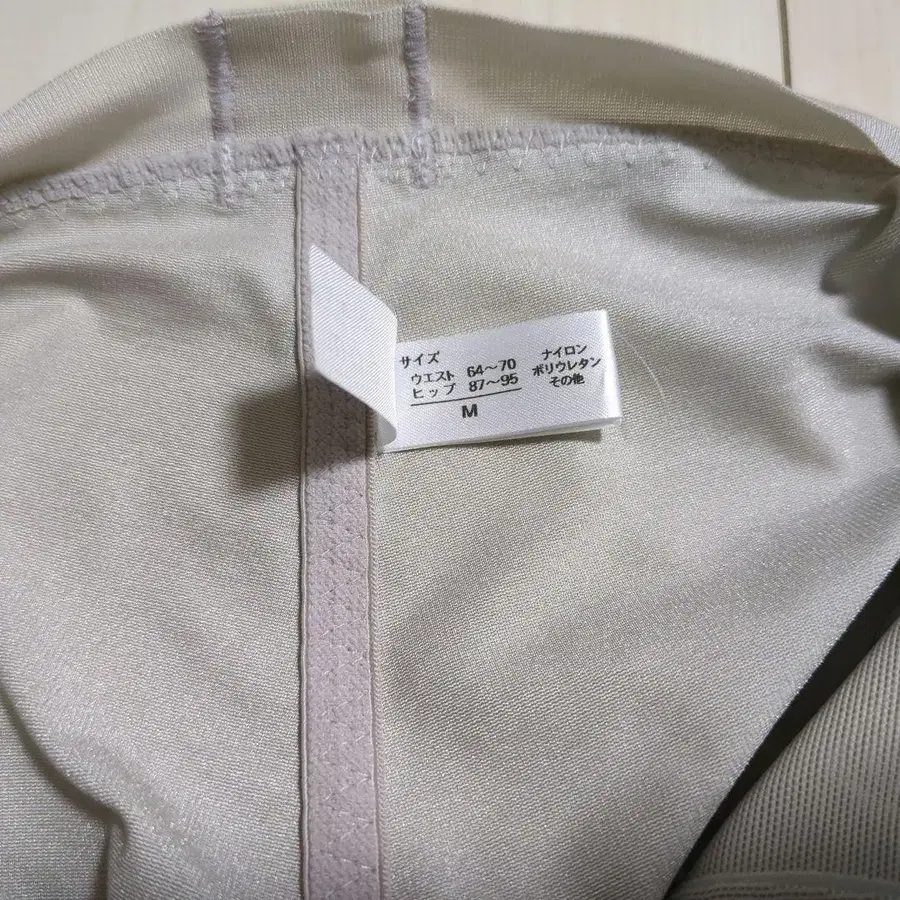 サイズ
ウエスト 64～70
ヒップ 87～95
M
ナイロン
ポリウレタン
その他